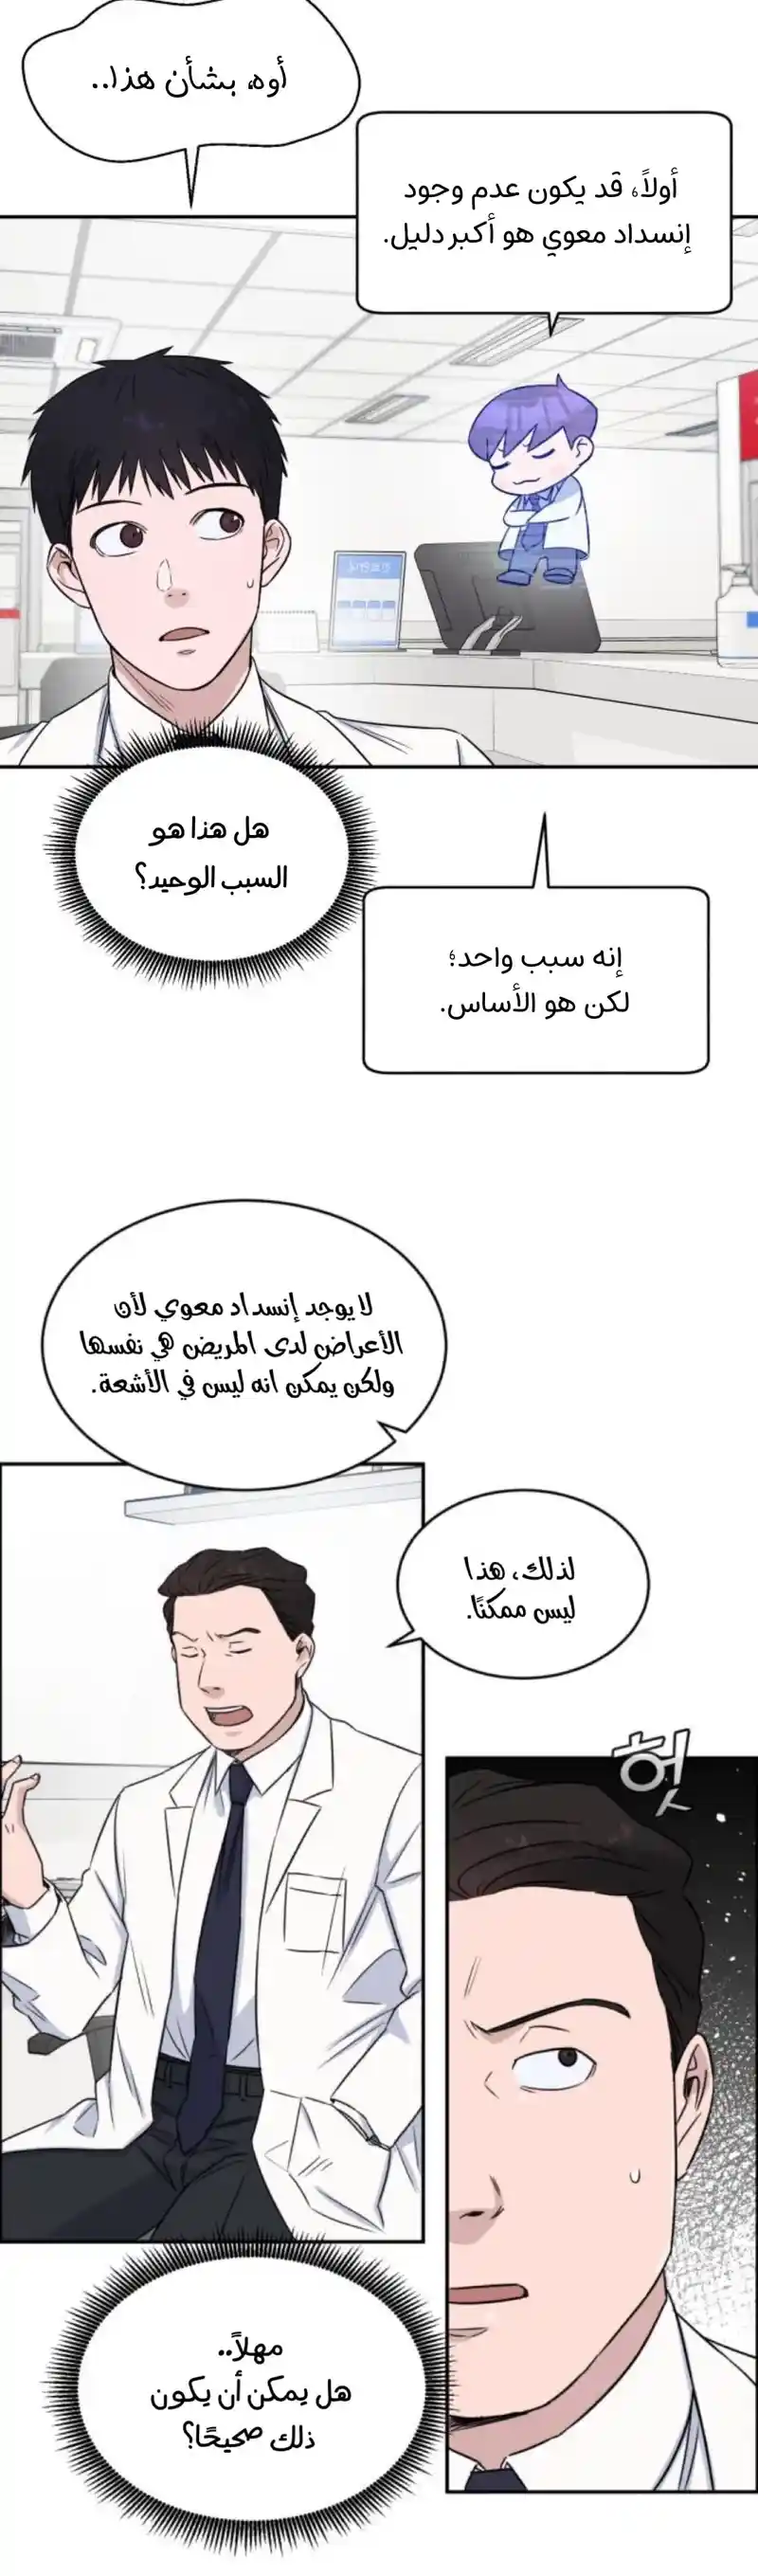 أوه، بشأن هذا..
أولاً، قد يكون عدم وجود
إنسداد معوي هو أكبر دليل.
هل هذا هو
السبب الوحيد؟
إنه سبب واحد؛
لكن هو الأساس.
لا يوجد إنسداد معوي لأن
الأعراض لدى المريض هي نفسها
ولكن يمكن انه ليس في الأشعة.
لذلك، هذا
ليس ممكنًا.
헛
مهلاً..
هل يمكن أن يكون
ذلك صحيحًا؟